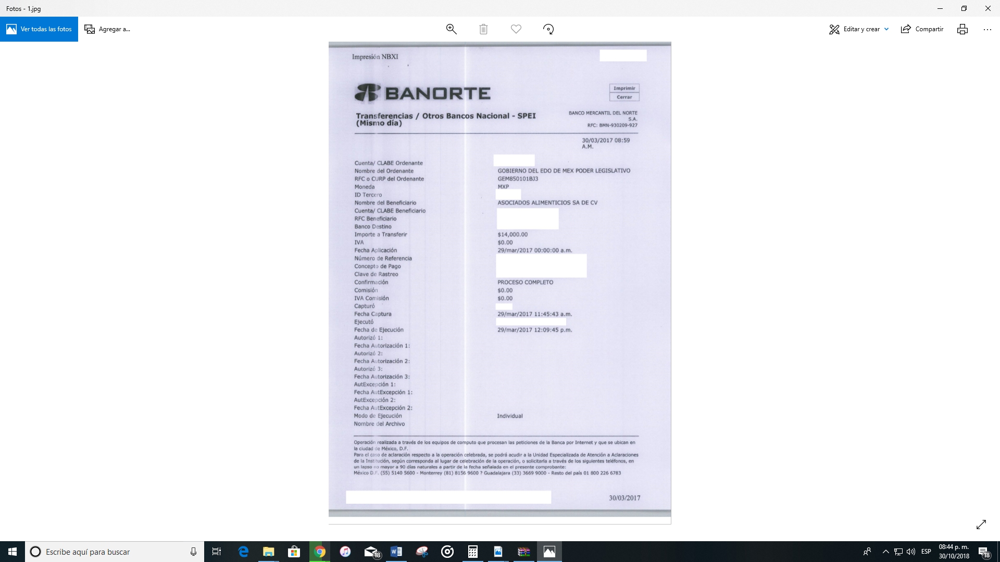 Fotos - 1.jpg
Ver todas las fotos
Agregar a...
Editar y crear
Compartir
Impresión NBXI
BANORTE
Imprimir
Cerrar
Transferencias / Otros Bancos Nacional - SPEI
(Mismo día)
BANCO MERCANTIL DEL NORTE
S.A.
RFC: BMN-930209-927
30/03/2017 08:59
A.M.
Cuenta/ CLABE Ordenante
Nombre del Ordenante GOBIERNO DEL EDO DE MEX PODER LEGISLATIVO
RFC o CURP del Ordenante GEM850101BJ3
Moneda MXP
ID Tercero
Nombre del Beneficiario ASOCIADOS ALIMENTICIOS SA DE CV
Cuenta/ CLABE Beneficiario
RFC Beneficiario
Banco Destino
Importe a Transferir $14,000.00
IVA $0.00
Fecha Aplicación 29/mar/2017 00:00:00 a.m.
Número de Referencia
Concepto de Pago
Clave de Rastreo
Confirmación PROCESO COMPLETO
Comisión $0.00
IVA Comisión $0.00
Capturó
Fecha Captura 29/mar/2017 11:45:43 a.m.
Ejecutó
Fecha de Ejecución 29/mar/2017 12:09:45 p.m.
Autorizó 1:
Fecha Autorización 1:
Autorizó 2:
Fecha Autorización 2:
Autorizó 3:
Fecha Autorización 3:
AutExcepción 1:
Fecha AutExcepción 1:
AutExcepción 2:
Fecha AutExcepción 2:
Modo de Ejecución Individual
Nombre del Archivo
Operación realizada a través de los equipos de computo que procesan las peticiones de la Banca por Internet y que se ubican en
la ciudad de México, D.F.
Para el caso de aclaración respecto a la operación celebrada, se podrá acudir a la Unidad Especializada de Atención a Aclaraciones
de la Institución, según corresponda al lugar de celebración de la operación, o solicitarla a través de los siguientes teléfonos, en
un lapso no mayor a 90 días naturales a partir de la fecha señalada en el presente comprobante:
México D.F. (55) 5140 5600 - Monterrey (81) 8156 9600 ? Guadalajara (33) 3669 9000 - Resto del país 01 800 226 6783
30/03/2017
Escribe aquí para buscar
18
ESP
08:44 p. m.
30/10/2018
18